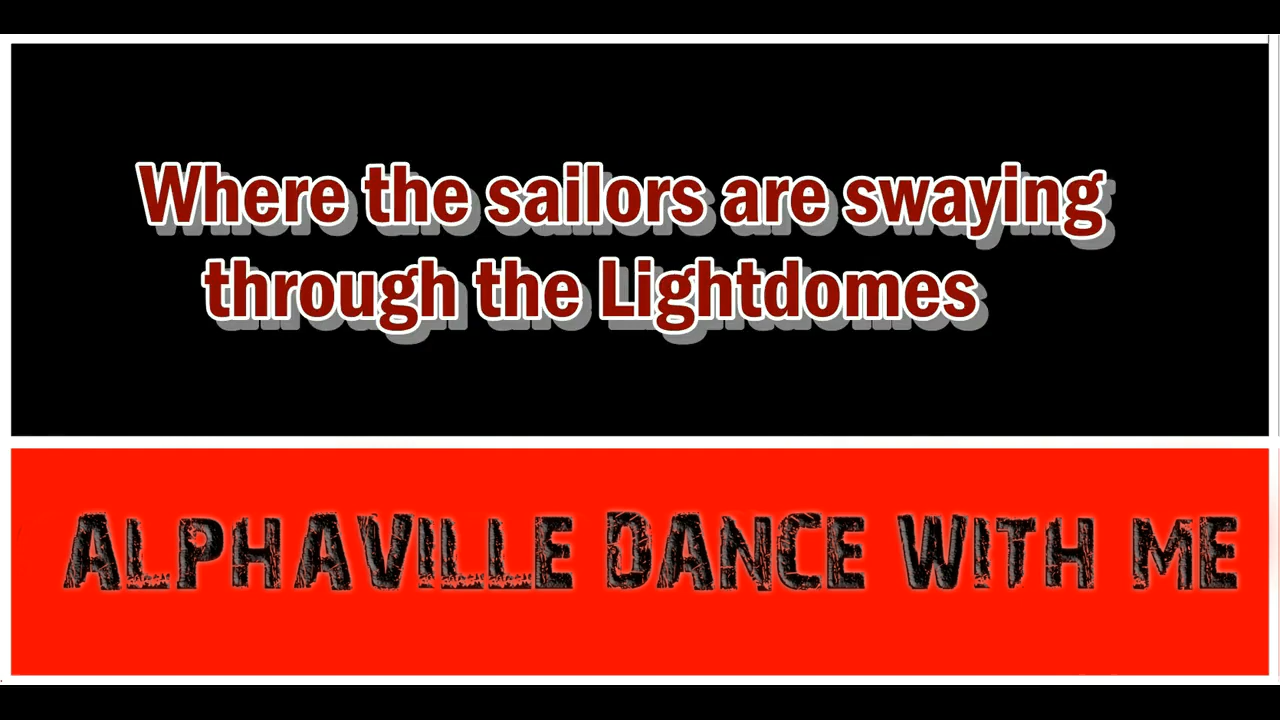 Where the sailors are swaying
through the Lightdomes
ALPHAVILLE DANCE WITH ME